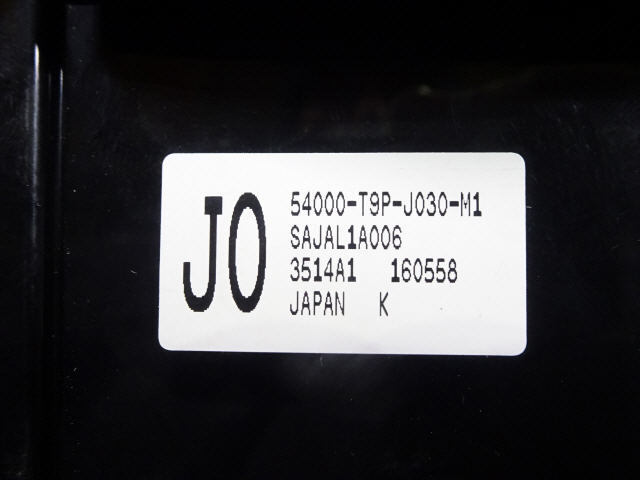 J0
54000-T9P-J030-M1
SAJAL1A006
3514A1 160558
JAPAN K